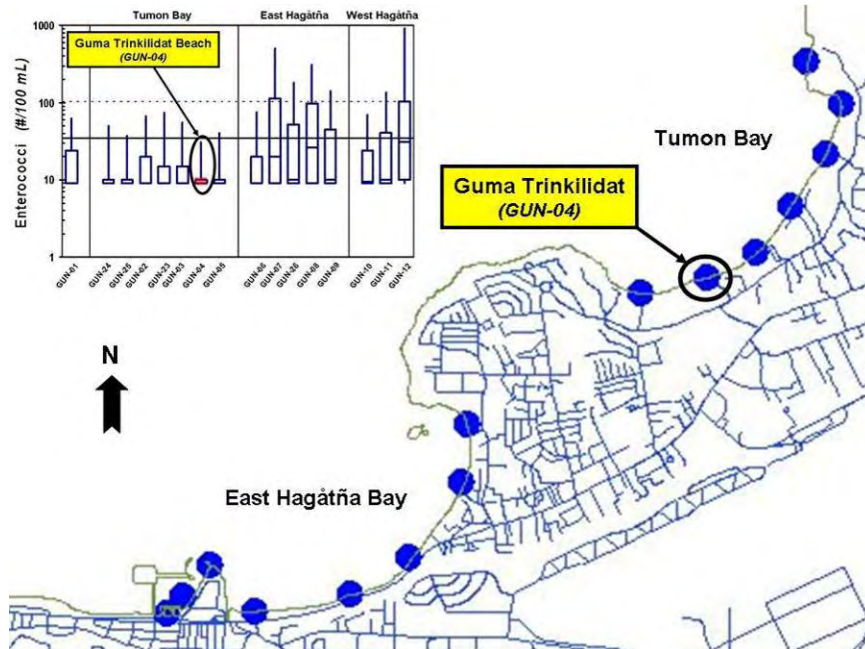 Tumon Bay
East Hagåtña
West Hagåtña
Guma Trinkilidat Beach
(GUN-04)
Enterococci (#/100 mL)
1000
100
10
1
GUN-01
GUN-24
GUN-25
GUN-02
GUN-23
GUN-03
GUN-04
GUN-05
GUN-06
GUN-07
GUN-26
GUN-08
GUN-09
GUN-10
GUN-11
GUN-12
Tumon Bay
Guma Trinkilidat
(GUN-04)
N
East Hagåtña Bay